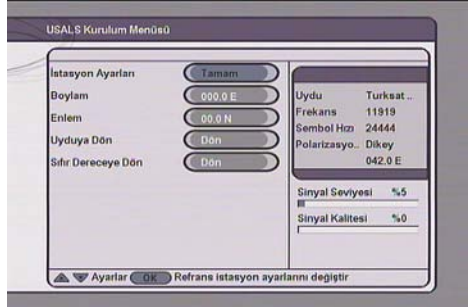 USALS Kurulum Menüsü
İstasyon Ayarları Tamam
Boylam 000.0 E
Enlem 00.0 N
Uyduya Dön Dön
Sıfır Dereceye Dön Dön
Uydu Turksat ..
Frekans 11919
Sembol Hızı 24444
Polarizasyo.. Dikey
042.0 E
Sinyal Seviyesi %5
Sinyal Kalitesi %0
Ayarlar OK Refrans istasyon ayarlarını değiştir